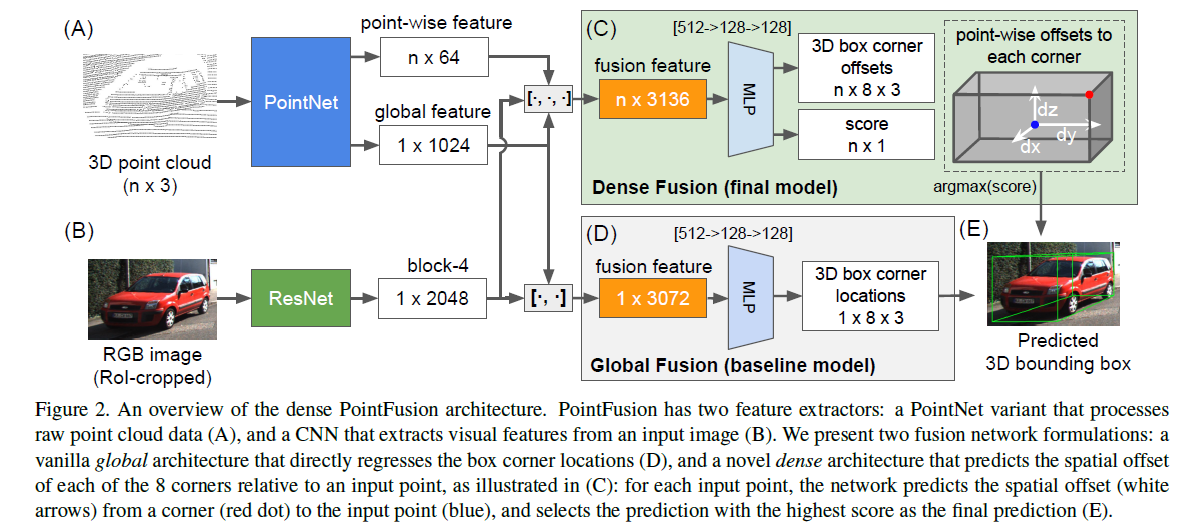 (A)
3D point cloud
(n x 3)
PointNet
point-wise feature
n x 64
global feature
1 x 1024
[·, ·, ·]
(B)
RGB image
(RoI-cropped)
ResNet
block-4
1 x 2048
[·, ·]
(C)
[512->128->128]
fusion feature
n x 3136
MLP
3D box corner
offsets
n x 8 x 3
score
n x 1
point-wise offsets to
each corner
dz
dy
dx
Dense Fusion (final model)
argmax(score)
(D)
[512->128->128]
fusion feature
1 x 3072
MLP
3D box corner
locations
1 x 8 x 3
Global Fusion (baseline model)
(E)
Predicted
3D bounding box
Figure 2. An overview of the dense PointFusion architecture. PointFusion has two feature extractors: a PointNet variant that processes
raw point cloud data (A), and a CNN that extracts visual features from an input image (B). We present two fusion network formulations: a
vanilla global architecture that directly regresses the box corner locations (D), and a novel dense architecture that predicts the spatial offset
of each of the 8 corners relative to an input point, as illustrated in (C): for each input point, the network predicts the spatial offset (white
arrows) from a corner (red dot) to the input point (blue), and selects the prediction with the highest score as the final prediction (E).